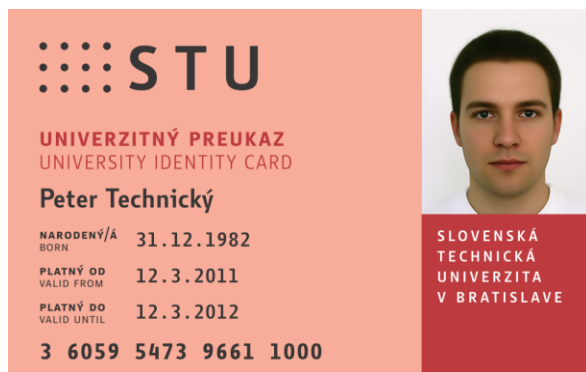 STU
UNIVERZITNÝ PREUKAZ
UNIVERSITY IDENTITY CARD
Peter Technický
NARODENÝ/Á
BORN
31.12.1982
PLATNÝ OD
VALID FROM
12.3.2011
PLATNÝ DO
VALID UNTIL
12.3.2012
3 6059 5473 9661 1000
SLOVENSKÁ
TECHNICKÁ
UNIVERZITA
V BRATISLAVE